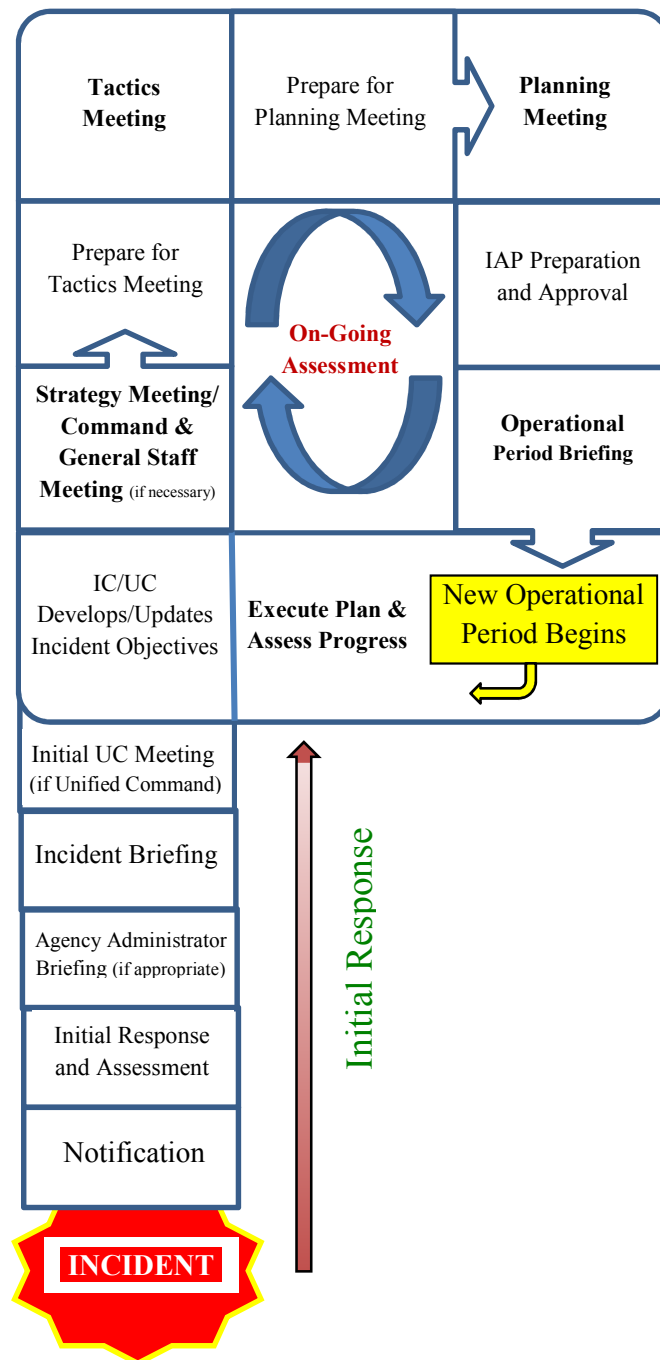 Tactics
Meeting
Prepare for
Planning Meeting
Planning
Meeting
Prepare for
Tactics Meeting
IAP Preparation
and Approval
On-Going
Assessment
Strategy Meeting/
Command &
General Staff
Meeting (if necessary)
Operational
Period Briefing
IC/UC
Develops/Updates
Incident Objectives
Execute Plan &
Assess Progress
New Operational
Period Begins
Initial UC Meeting
(if Unified Command)
Incident Briefing
Agency Administrator
Briefing (if appropriate)
Initial Response
and Assessment
Notification
INCIDENT
Initial Response